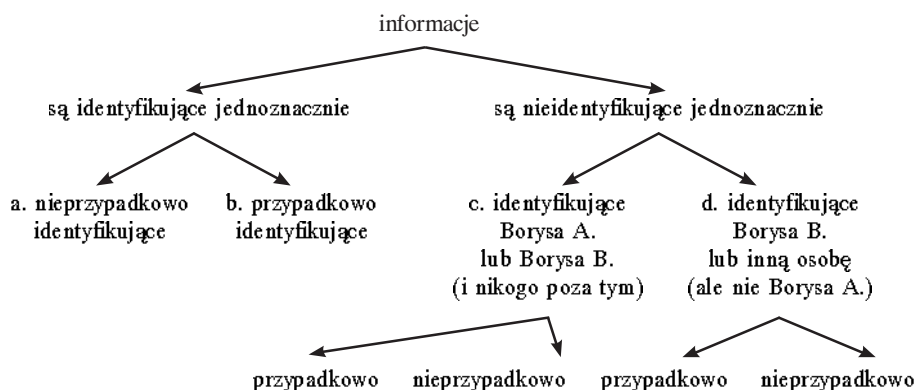 informacje
są identyfikujące jednoznacznie
są nieidentyfikujące jednoznacznie
a. nieprzypadkowo
identyfikujące
b. przypadkowo
identyfikujące
c. identyfikujące
Borysa A.
lub Borysa B.
(i nikogo poza tym)
d. identyfikujące
Borysa B.
lub inną osobę
(ale nie Borysa A.)
przypadkowo
nieprzypadkowo
przypadkowo
nieprzypadkowo